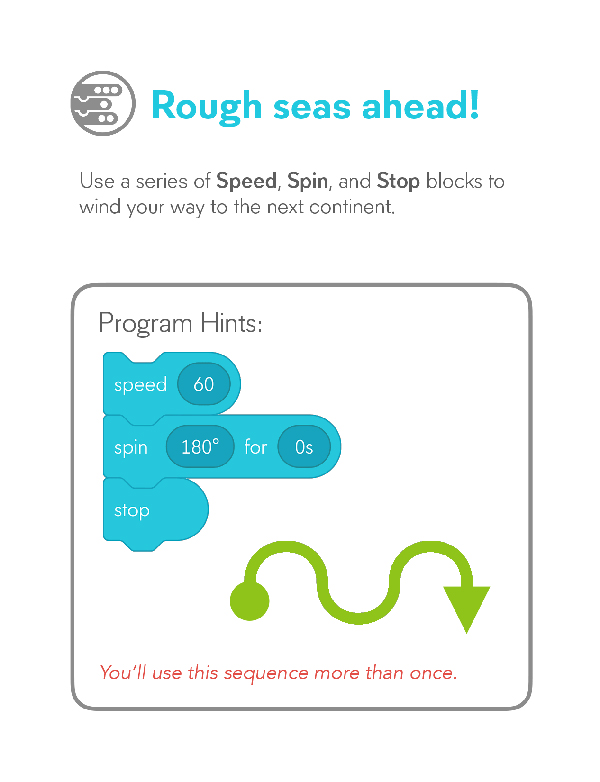 Rough seas ahead!
Use a series of Speed, Spin, and Stop blocks to
wind your way to the next continent.
Program Hints:
speed 60
spin 180° for 0s
stop
You'll use this sequence more than once.